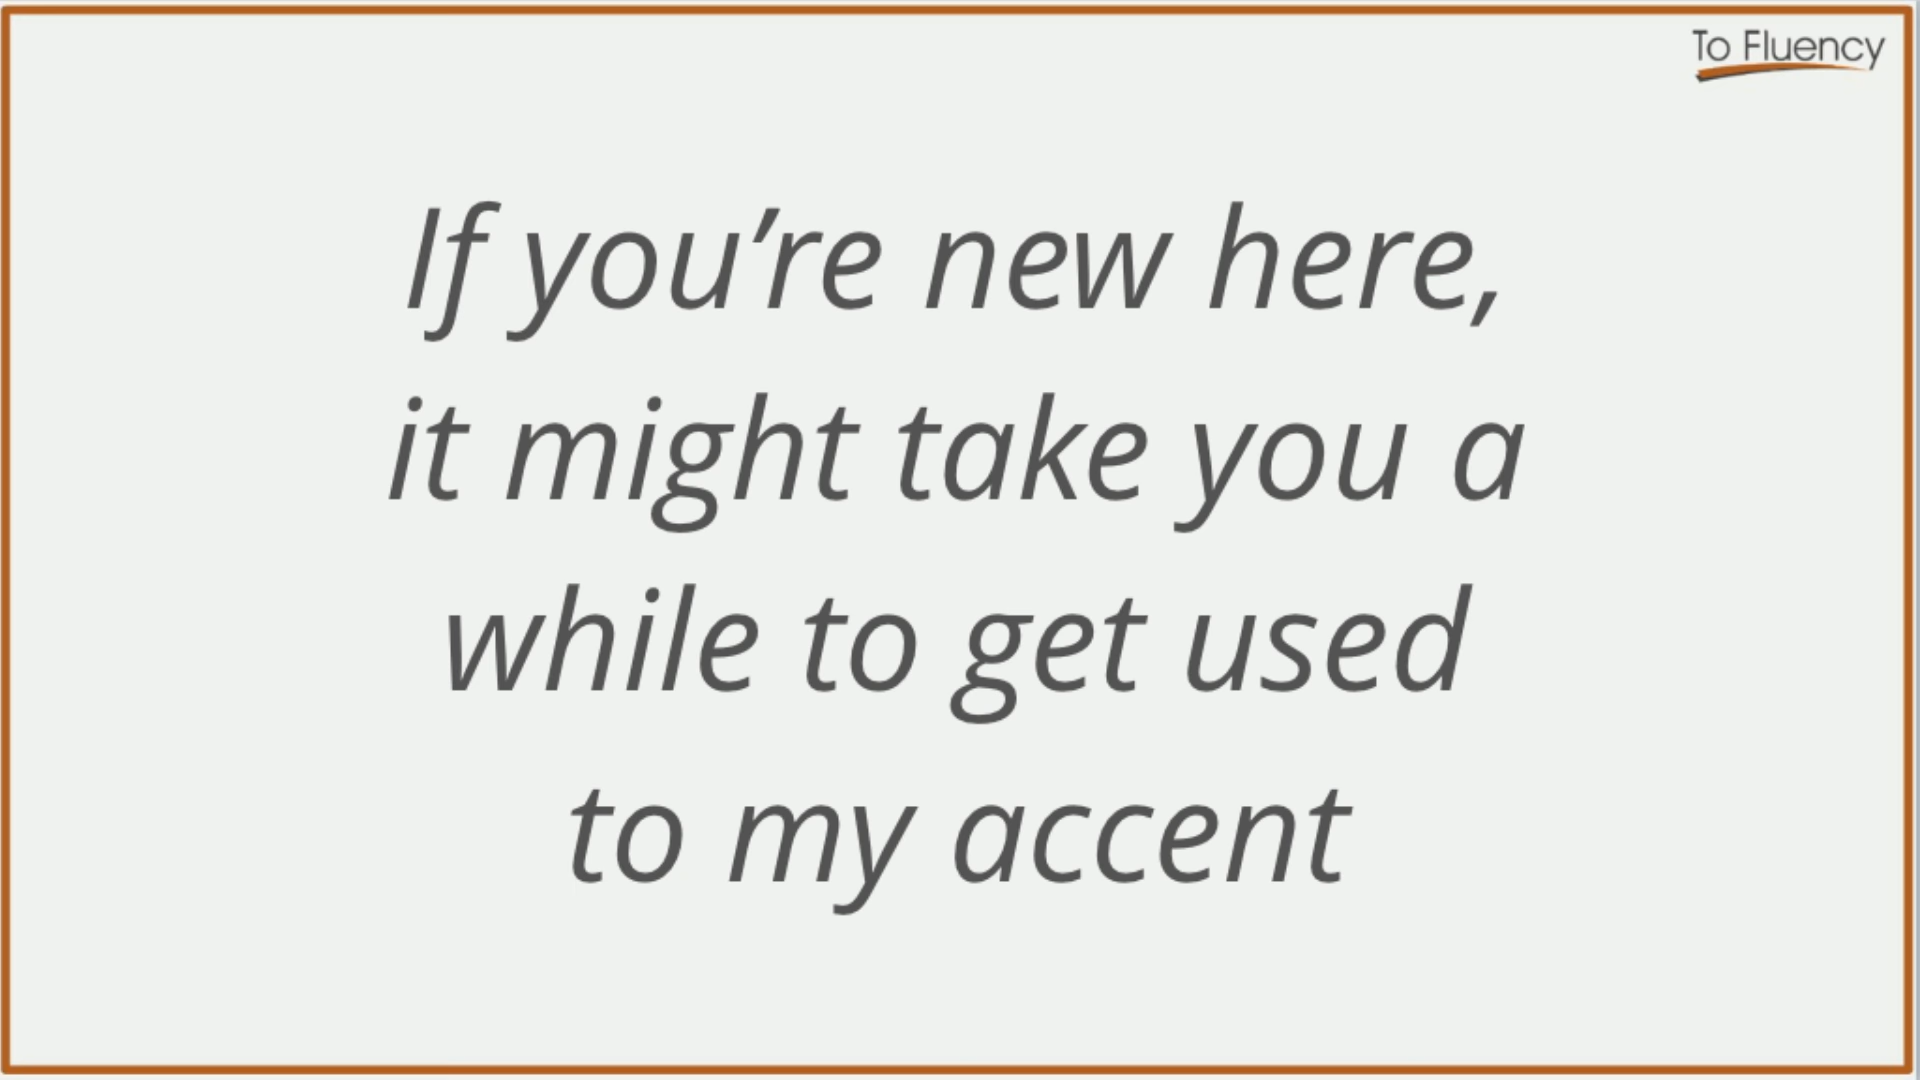 To Fluency
If you’re new here,
it might take you a
while to get used
to my accent